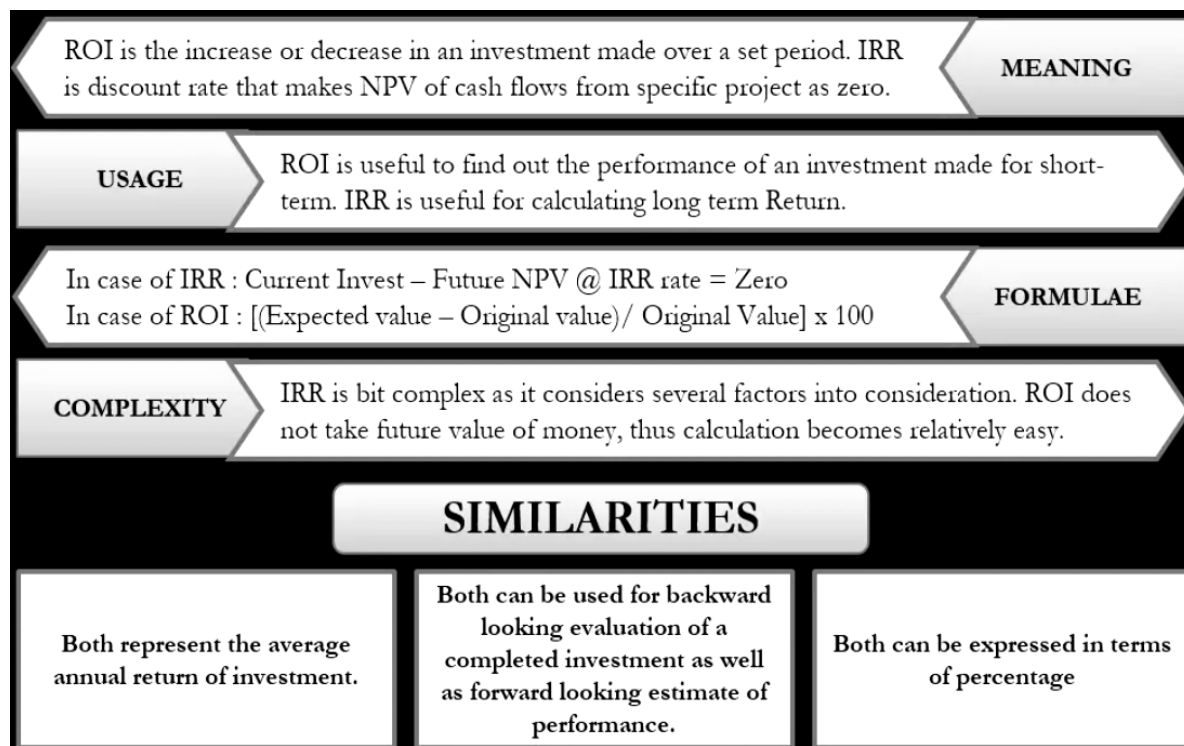 ROI is the increase or decrease in an investment made over a set period. IRR
is discount rate that makes NPV of cash flows from specific project as zero.
MEANING
USAGE
ROI is useful to find out the performance of an investment made for short-
term. IRR is useful for calculating long term Return.
In case of IRR : Current Invest – Future NPV @ IRR rate = Zero
In case of ROI : [(Expected value – Original value)/ Original Value] x 100
FORMULAE
COMPLEXITY
IRR is bit complex as it considers several factors into consideration. ROI does
not take future value of money, thus calculation becomes relatively easy.
SIMILARITIES
Both represent the average
annual return of investment.
Both can be used for backward
looking evaluation of a
completed investment as well
as forward looking estimate of
performance.
Both can be expressed in terms
of percentage